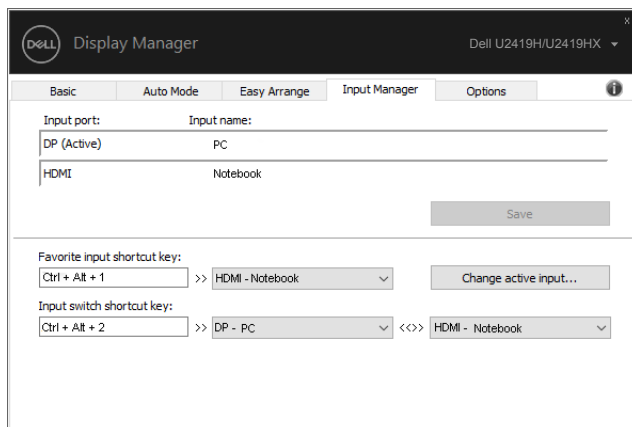 x
DELL Display Manager Dell U2419H/U2419HX
Basic Auto Mode Easy Arrange Input Manager Options i
Input port: Input name:
DP (Active) PC
HDMI Notebook
Save
Favorite input shortcut key:
Ctrl + Alt + 1 >> HDMI - Notebook Change active input...
Input switch shortcut key:
Ctrl + Alt + 2 >> DP - PC <<>> HDMI - Notebook